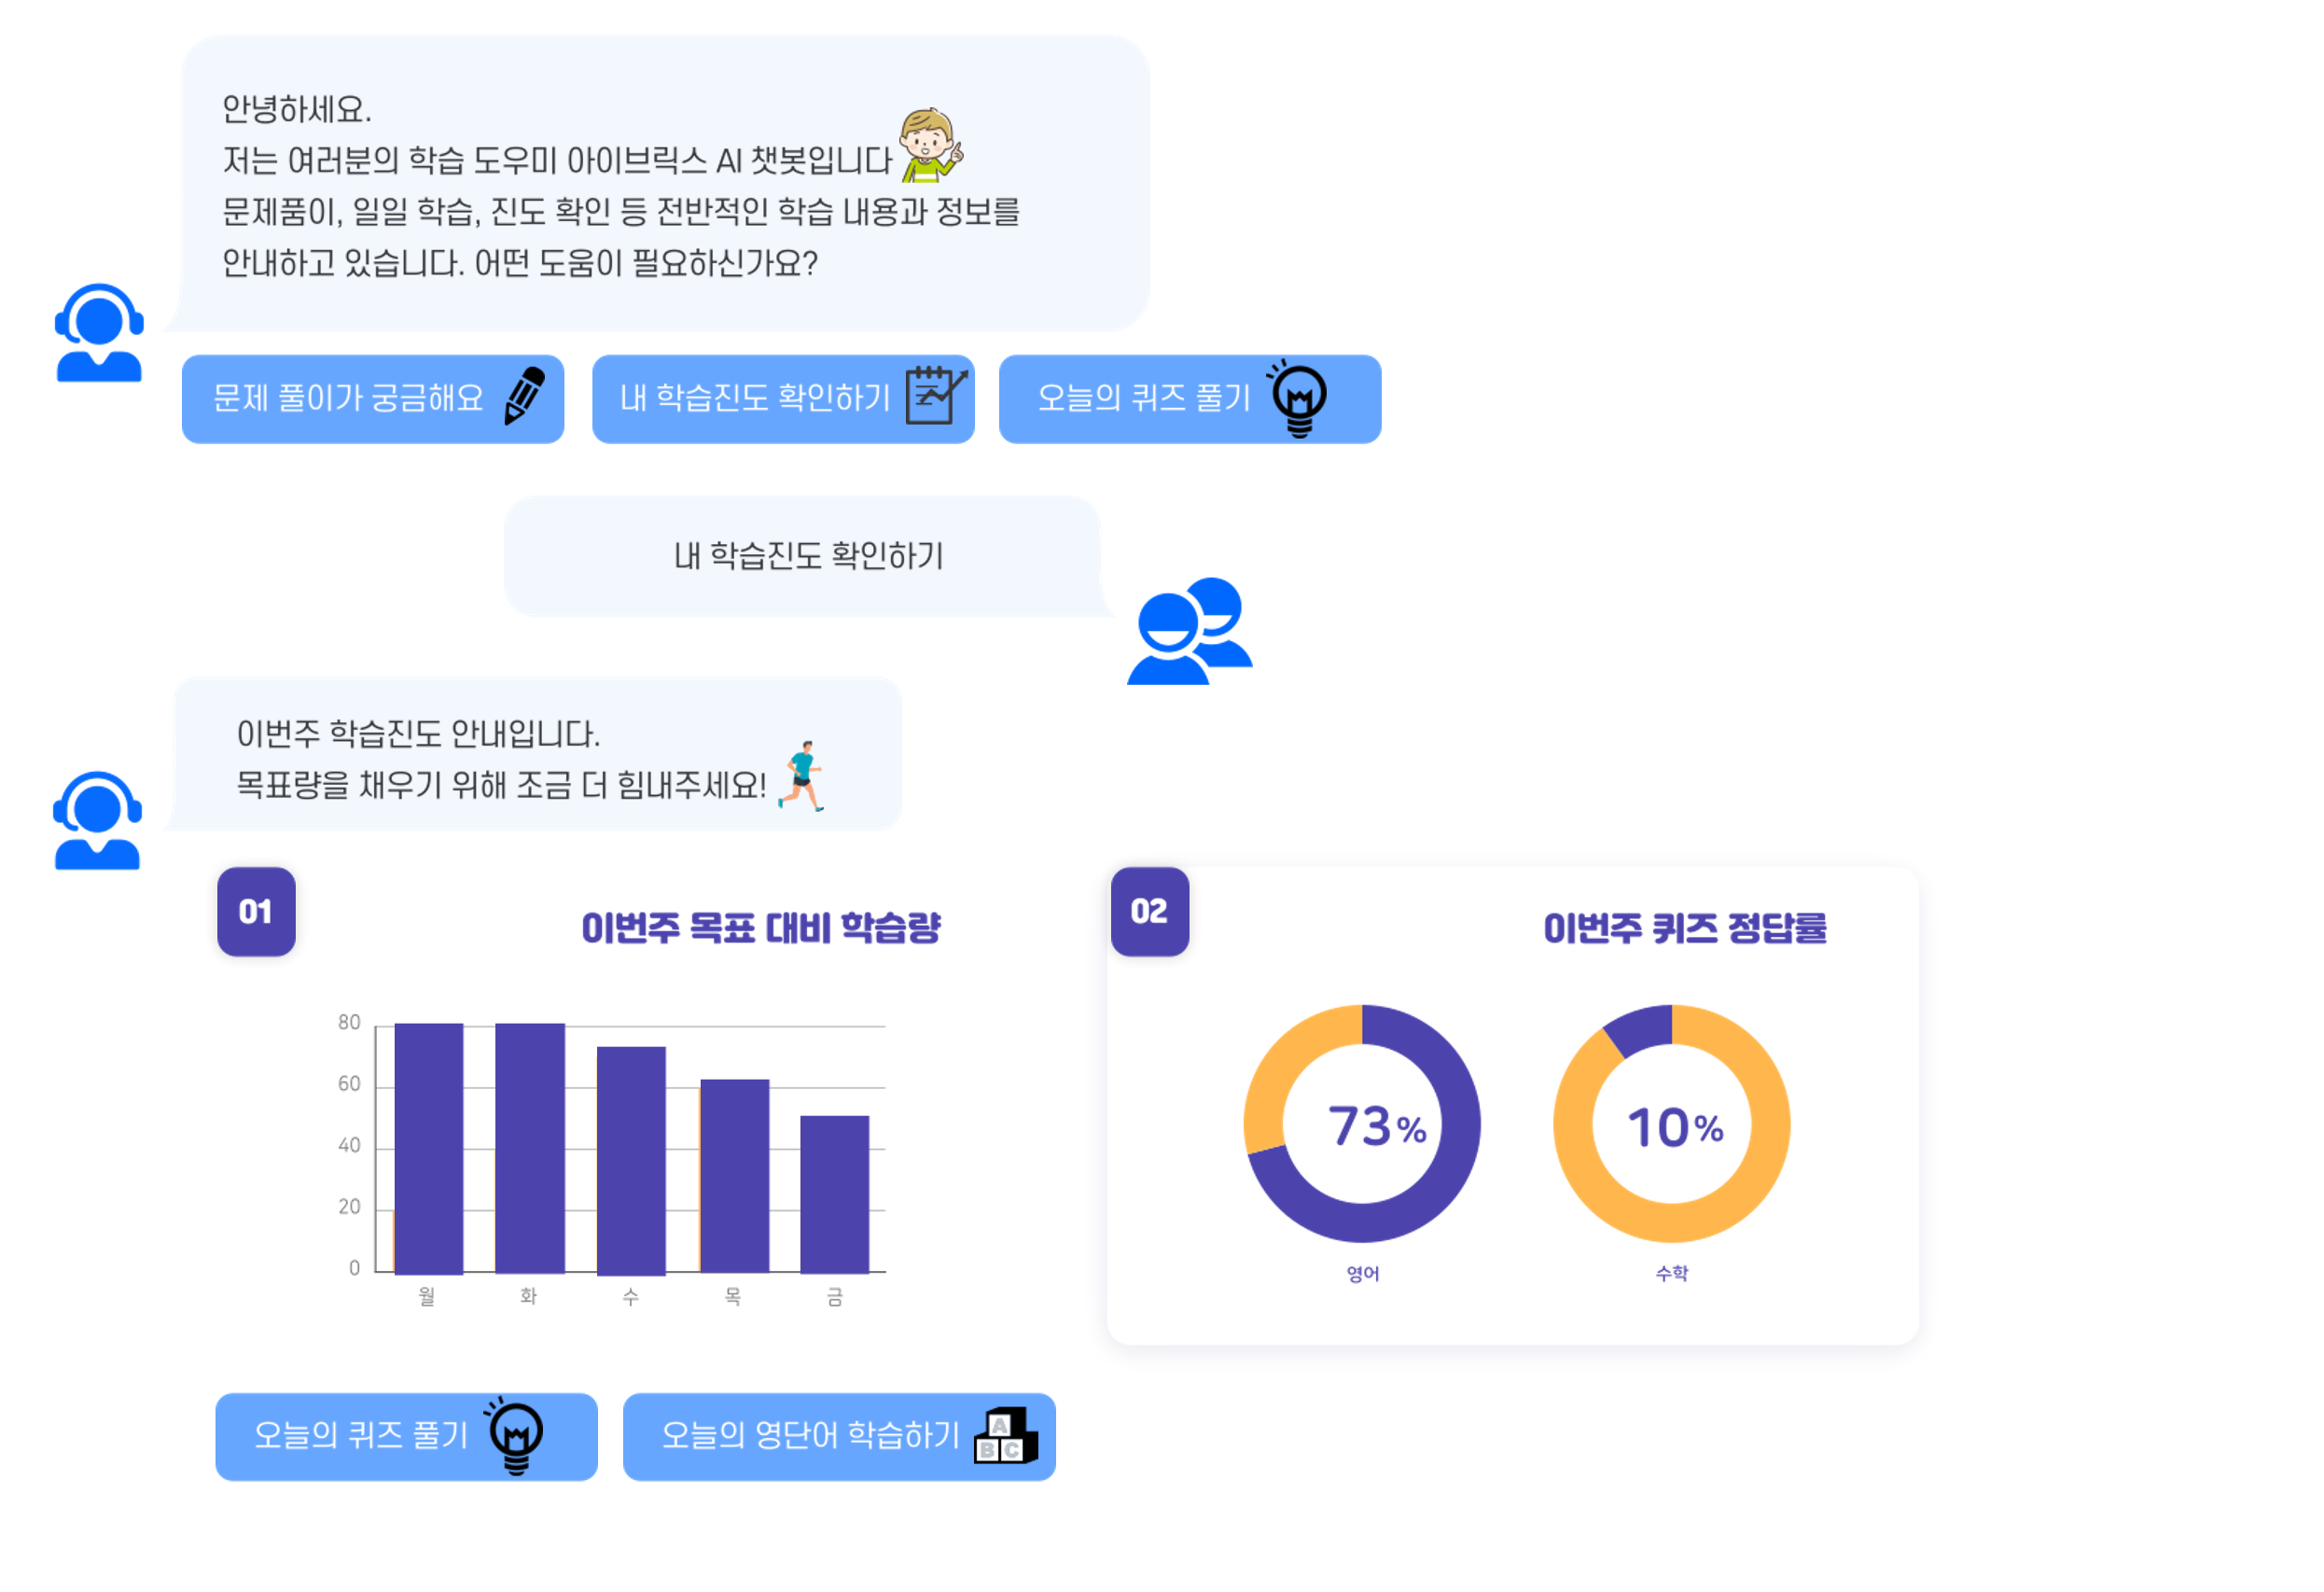 안녕하세요.
저는 여러분의 학습 도우미 아이브릭스 AI 챗봇입니다
문제품이, 일일 학습, 진도 확인 등 전반적인 학습 내용과 정보를
안내하고 있습니다. 어떤 도움이 필요하신가요?
문제 풀이가 궁금해요
내 학습진도 확인하기
오늘의 퀴즈 풀기
내 학습진도 확인하기
이번주 학습진도 안내입니다.
목표량을 채우기 위해 조금 더 힘내주세요!
01
이번주 목표 대비 학습량
80
60
40
20
0
월 화 수 목 금
02
이번주 퀴즈 정답률
73%
10%
영어
수학
오늘의 퀴즈 풀기
오늘의 영단어 학습하기
A
B C